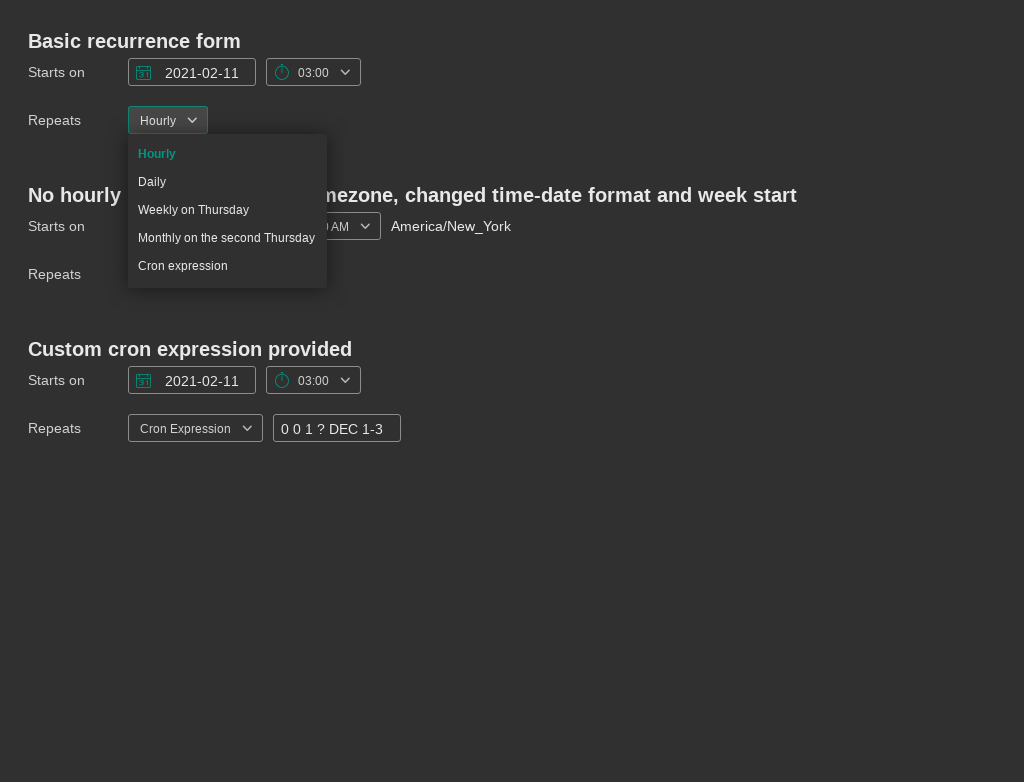 Basic recurrence form
Starts on 2021-02-11 03:00
Repeats Hourly
Hourly
Daily
Weekly on Thursday
Monthly on the second Thursday
Cron expression
No hourly mezone, changed time-date format and week start
Starts on AM America/New_York
Repeats
Custom cron expression provided
Starts on 2021-02-11 03:00
Repeats Cron Expression 0 0 1 ? DEC 1-3